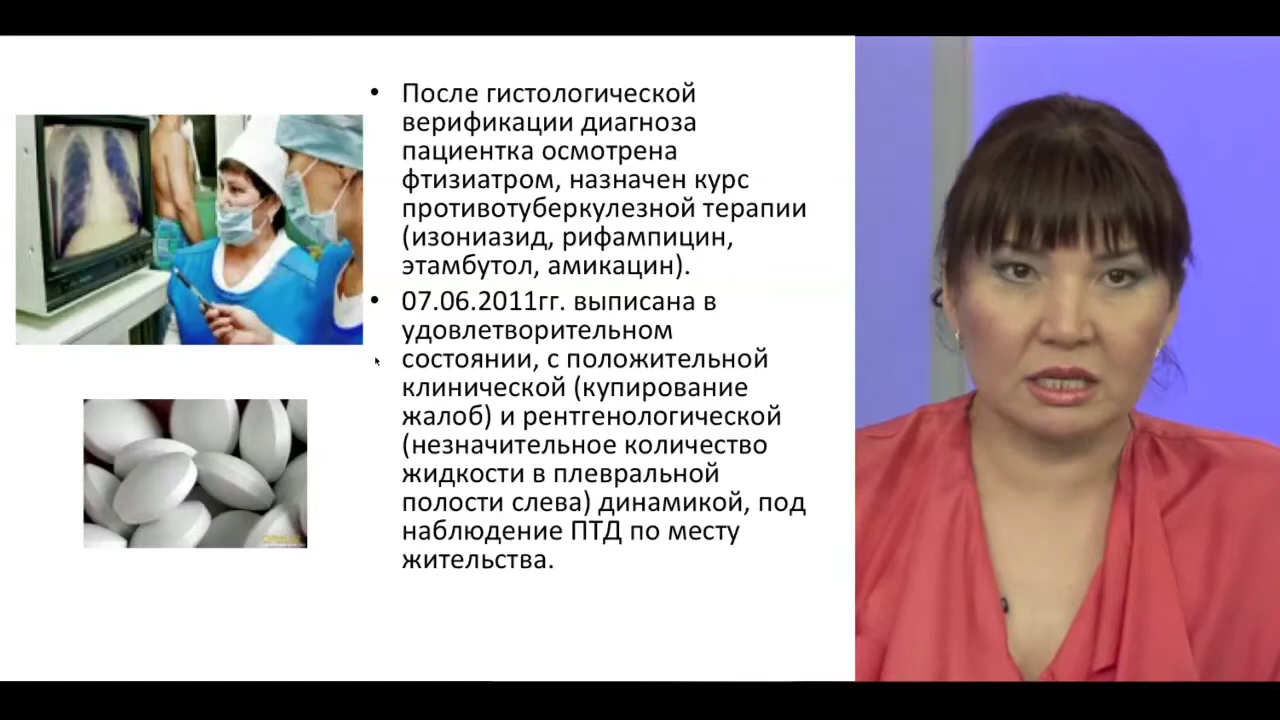 • После гистологической
верификации диагноза
пациентка осмотрена
фтизиатром, назначен курс
противотуберкулезной терапии
(изониазид, рифампицин,
этамбутол, амикацин).
• 07.06.2011гг. выписана в
удовлетворительном
состоянии, с положительной
клинической (купирование
жалоб) и рентгенологической
(незначительное количество
жидкости в плевральной
полости слева) динамикой, под
наблюдение ПТД по месту
жительства.